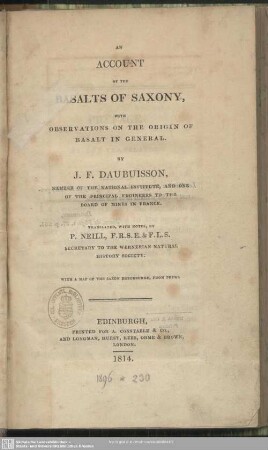 AN
ACCOUNT
OF THE
BASALTS OF SAXONY,
WITH
OBSERVATIONS ON THE ORIGIN OF
BASALT IN GENERAL.
BY
J. F. DAUBUISSON,
MEMBER OF THE NATIONAL INSTITUTE, AND ONE
OF THE PRINCIPAL ENGINEERS TO THE
BOARD OF MINES IN FRANCE.
TRANSLATED, WITH NOTES, BY
P. NEILL, F.R.S.E. & F.L.S.
SECRETARY TO THE WERNERIAN NATURAL
HISTORY SOCIETY.
WITH A MAP OF THE SAXON
EDINBURGH,
PRINTED FOR A. CONSTABLE & CO.,
AND LONGMAN, HURST, REES, ORME & BROWN,
LONDON.
1814.
1896 250